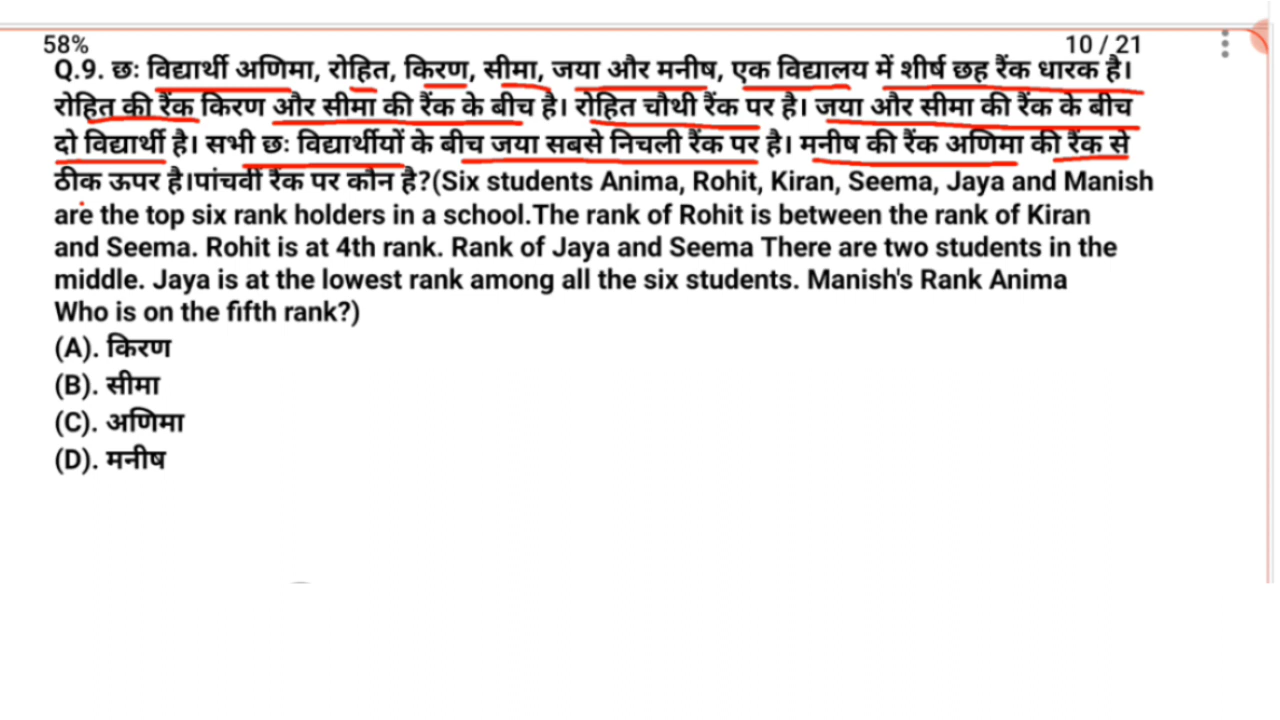 58%
10 / 21
Q.9. छः विद्यार्थी अणिमा, रोहित, किरण, सीमा, जया और मनीष, एक विद्यालय में शीर्ष छह रैंक धारक है।
रोहित की रैंक किरण और सीमा की रैंक के बीच है। रोहित चौथी रैंक पर है। जया और सीमा की रैंक के बीच
दो विद्यार्थी है। सभी छः विद्यार्थीयों के बीच जया सबसे निचली रैंक पर है। मनीष की रैंक अणिमा की रैंक से
ठीक ऊपर है।पांचवीं रैंक पर कौन है?(Six students Anima, Rohit, Kiran, Seema, Jaya and Manish
are the top six rank holders in a school.The rank of Rohit is between the rank of Kiran
and Seema. Rohit is at 4th rank. Rank of Jaya and Seema There are two students in the
middle. Jaya is at the lowest rank among all the six students. Manish's Rank Anima
Who is on the fifth rank?)
(A). किरण
(B). सीमा
(C). अणिमा
(D). मनीष